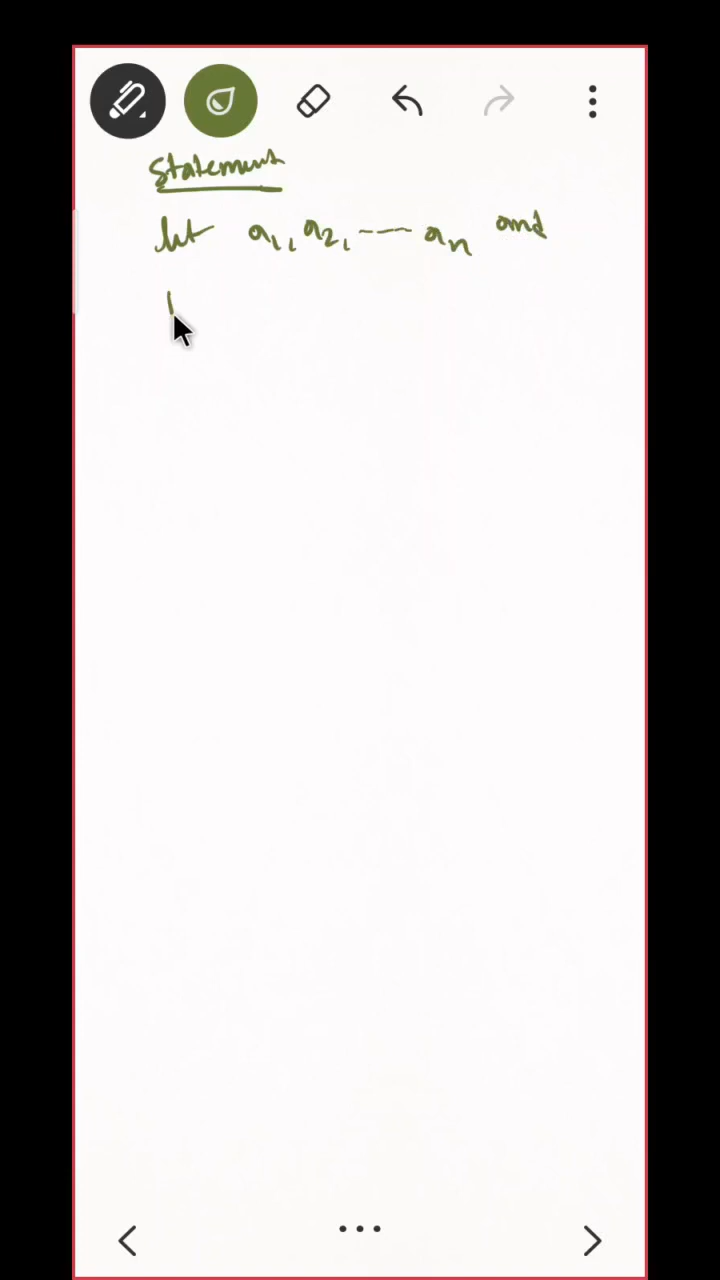 Statement
let a₁, a₂, ---- aₙ and